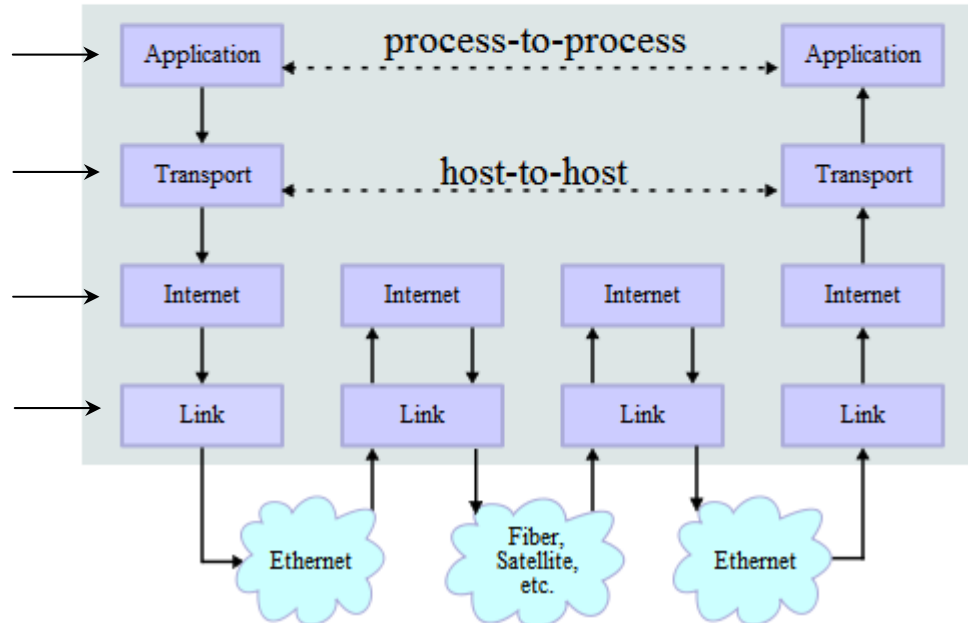 process-to-process
Application
Application
host-to-host
Transport
Transport
Internet
Internet
Internet
Internet
Link
Link
Link
Link
Ethernet
Fiber,
Satellite,
etc.
Ethernet